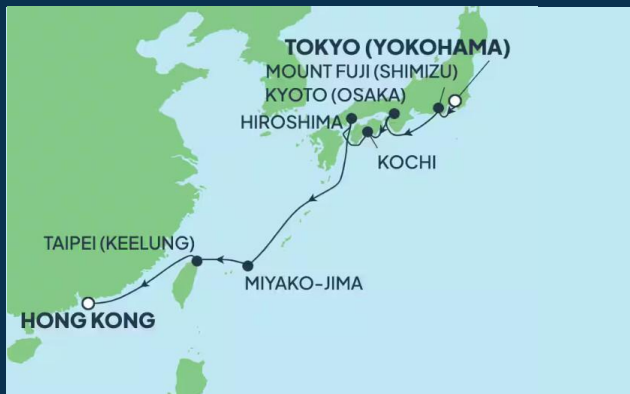 TOKYO (YOKOHAMA)
MOUNT FUJI (SHIMIZU)
KYOTO (OSAKA)
HIROSHIMA
KOCHI
TAIPEI (KEELUNG)
MIYAKO-JIMA
HONG KONG